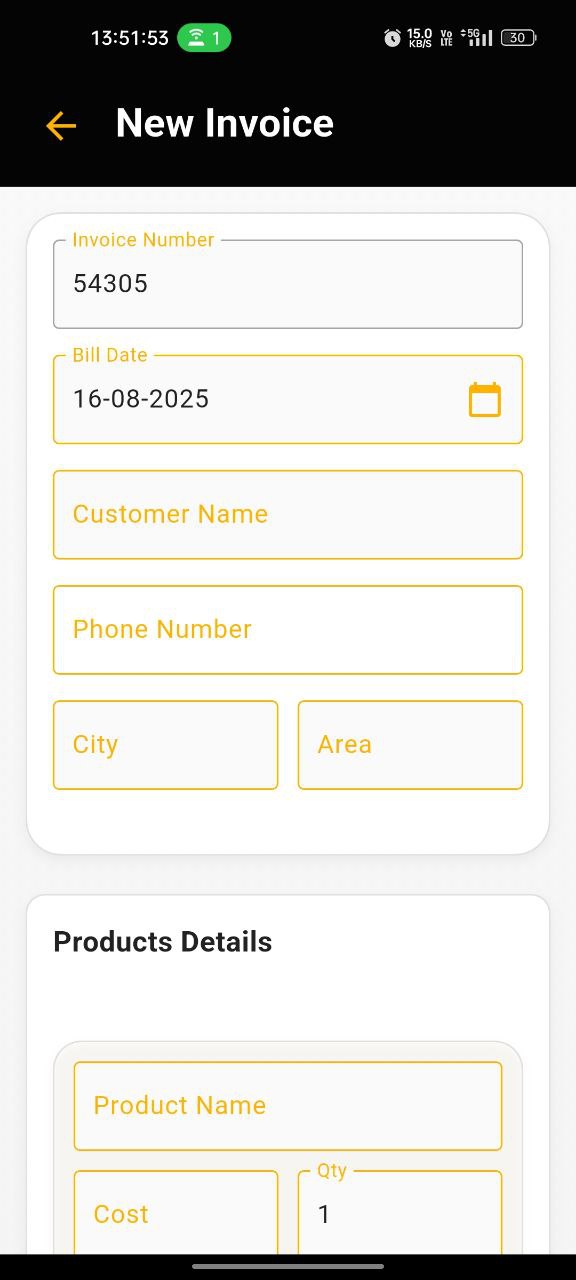 13:51:53 1 15.0 KB/S Vo LTE 5G 30
New Invoice
Invoice Number
54305
Bill Date
16-08-2025
Customer Name
Phone Number
City Area
Products Details
Product Name
Qty
Cost 1